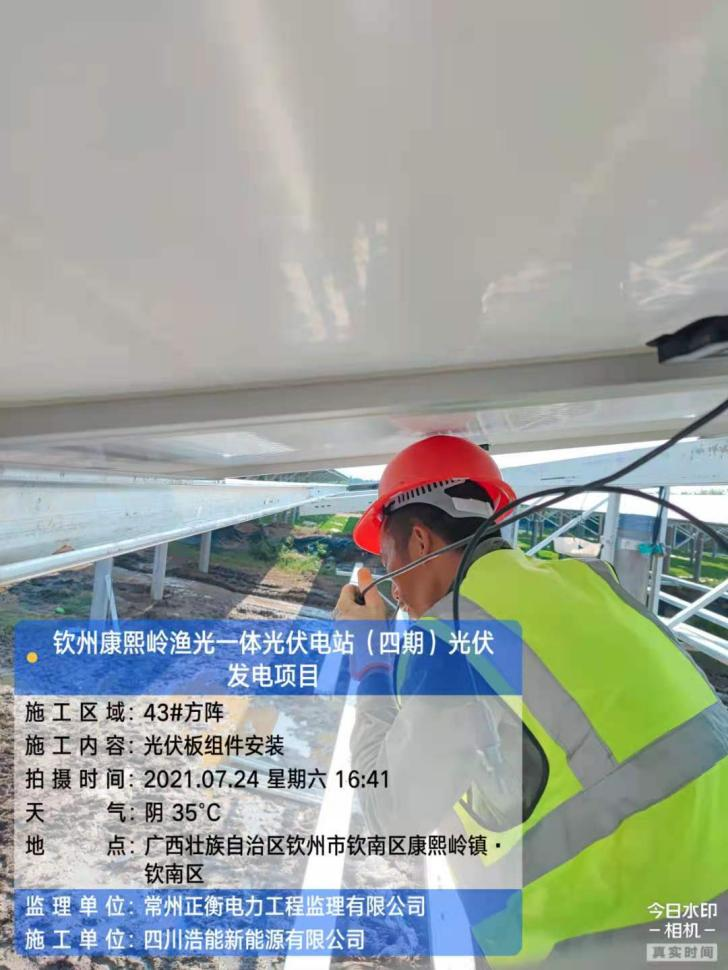 钦州康熙岭渔光一体光伏电站（四期）光伏
发电项目
施工区域：43#方阵
施工内容：光伏板组件安装
拍摄时间：2021.07.24 星期六 16:41
天气：阴 35℃
地点：广西壮族自治区钦州市钦南区康熙岭镇·
钦南区
监理单位：常州正衡电力工程监理有限公司
施工单位：四川浩能新能源有限公司
今日水印
-相机-
真实时间